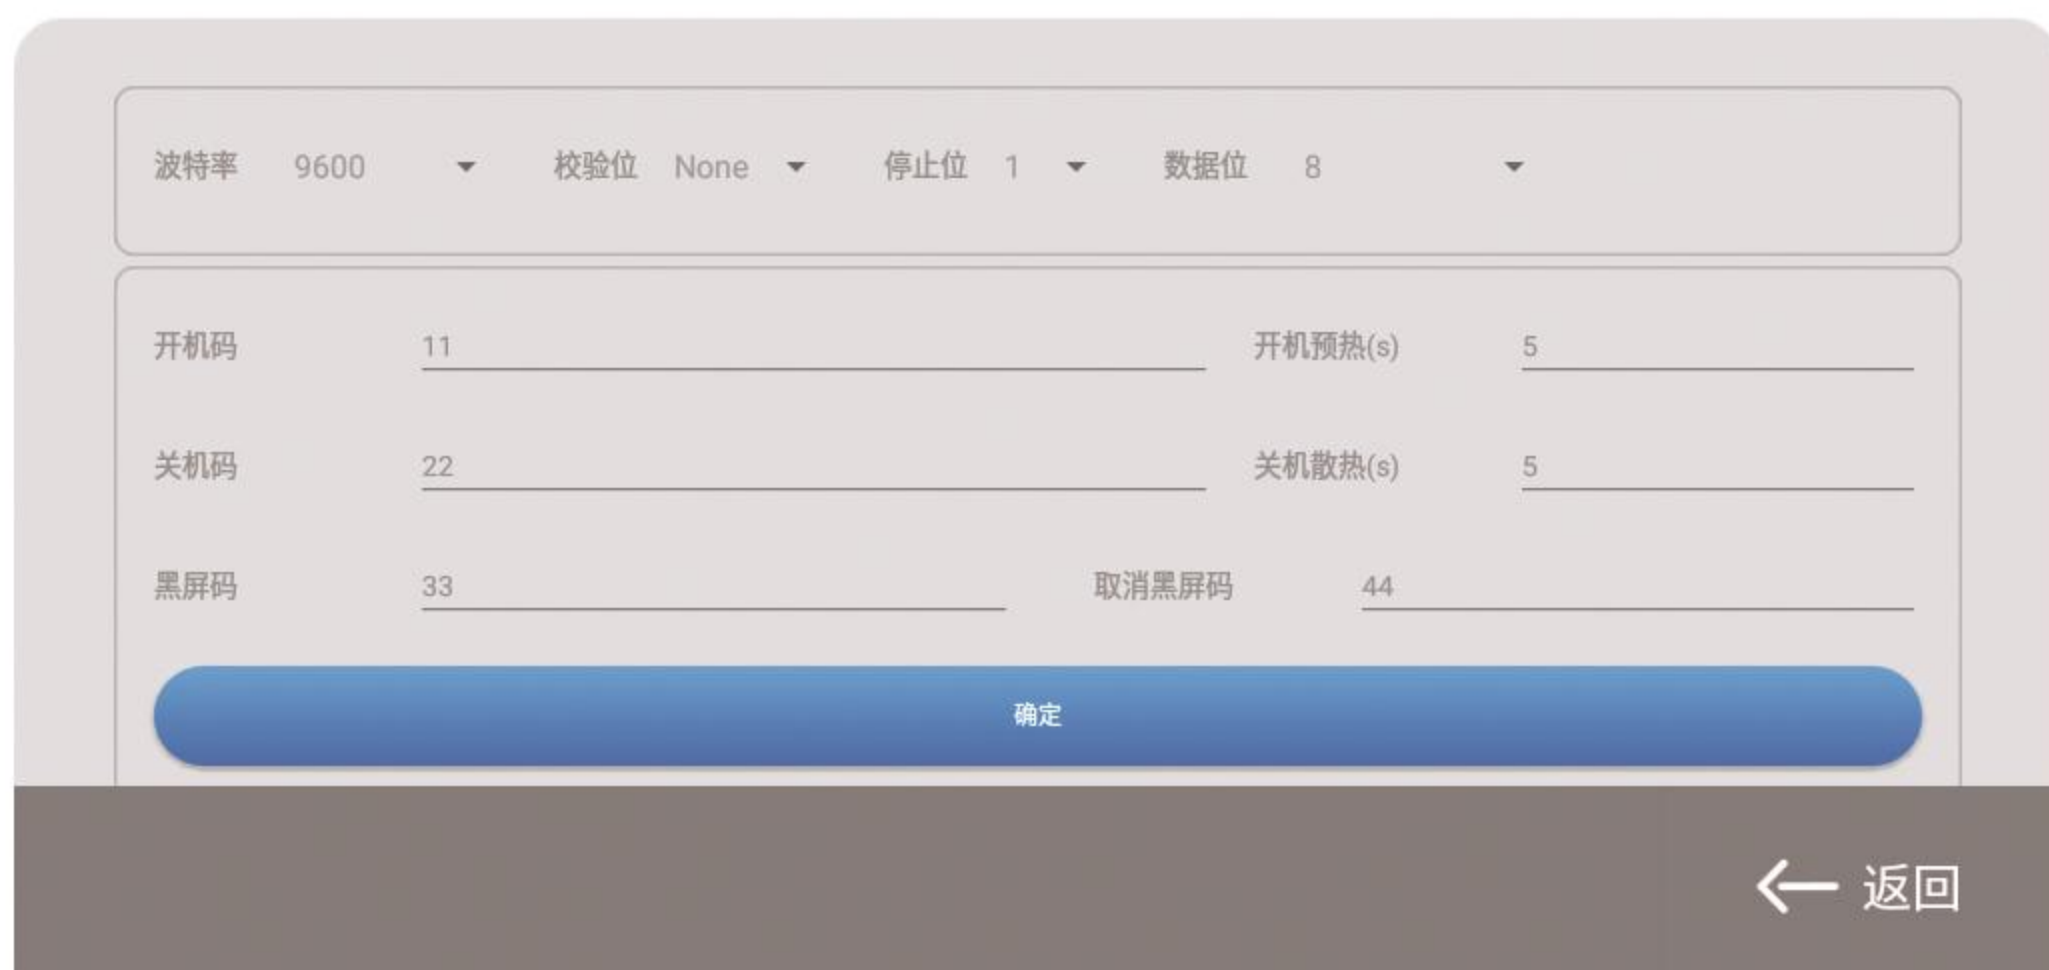 波特率 9600 校验位 None 停止位 1 数据位 8
开机码 11 开机预热(s) 5
关机码 22 关机散热(s) 5
黑屏码 33 取消黑屏码 44
确定
返回